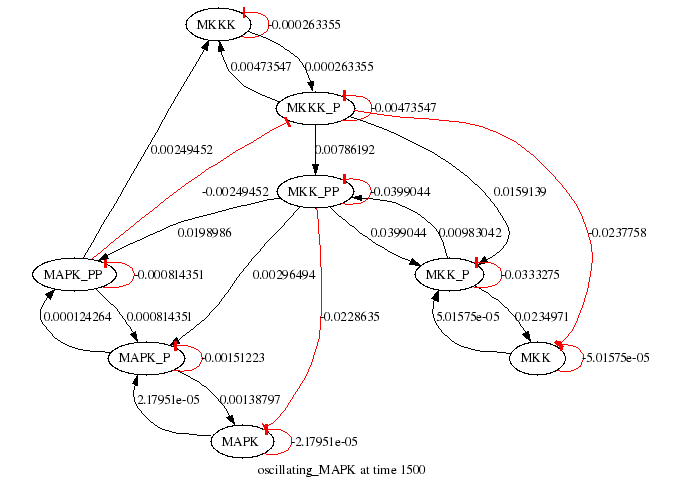 MKKK
-0.000263355
0.00473547
0.000263355
MKKK_P
-0.00473547
0.00249452
0.00786192
-0.00249452
MKK_PP
-0.0399044
0.0159139
-0.0237758
0.0198986
0.0399044
0.00983042
MAPK_PP
-0.000814351
0.00296494
MKK_P
-0.0333275
0.000124264
0.000814351
-0.0228635
5.01575e-05
0.0234971
MAPK_P
-0.00151223
MKK
-5.01575e-05
2.17951e-05
0.00138797
MAPK
-2.17951e-05
oscillating_MAPK at time 1500